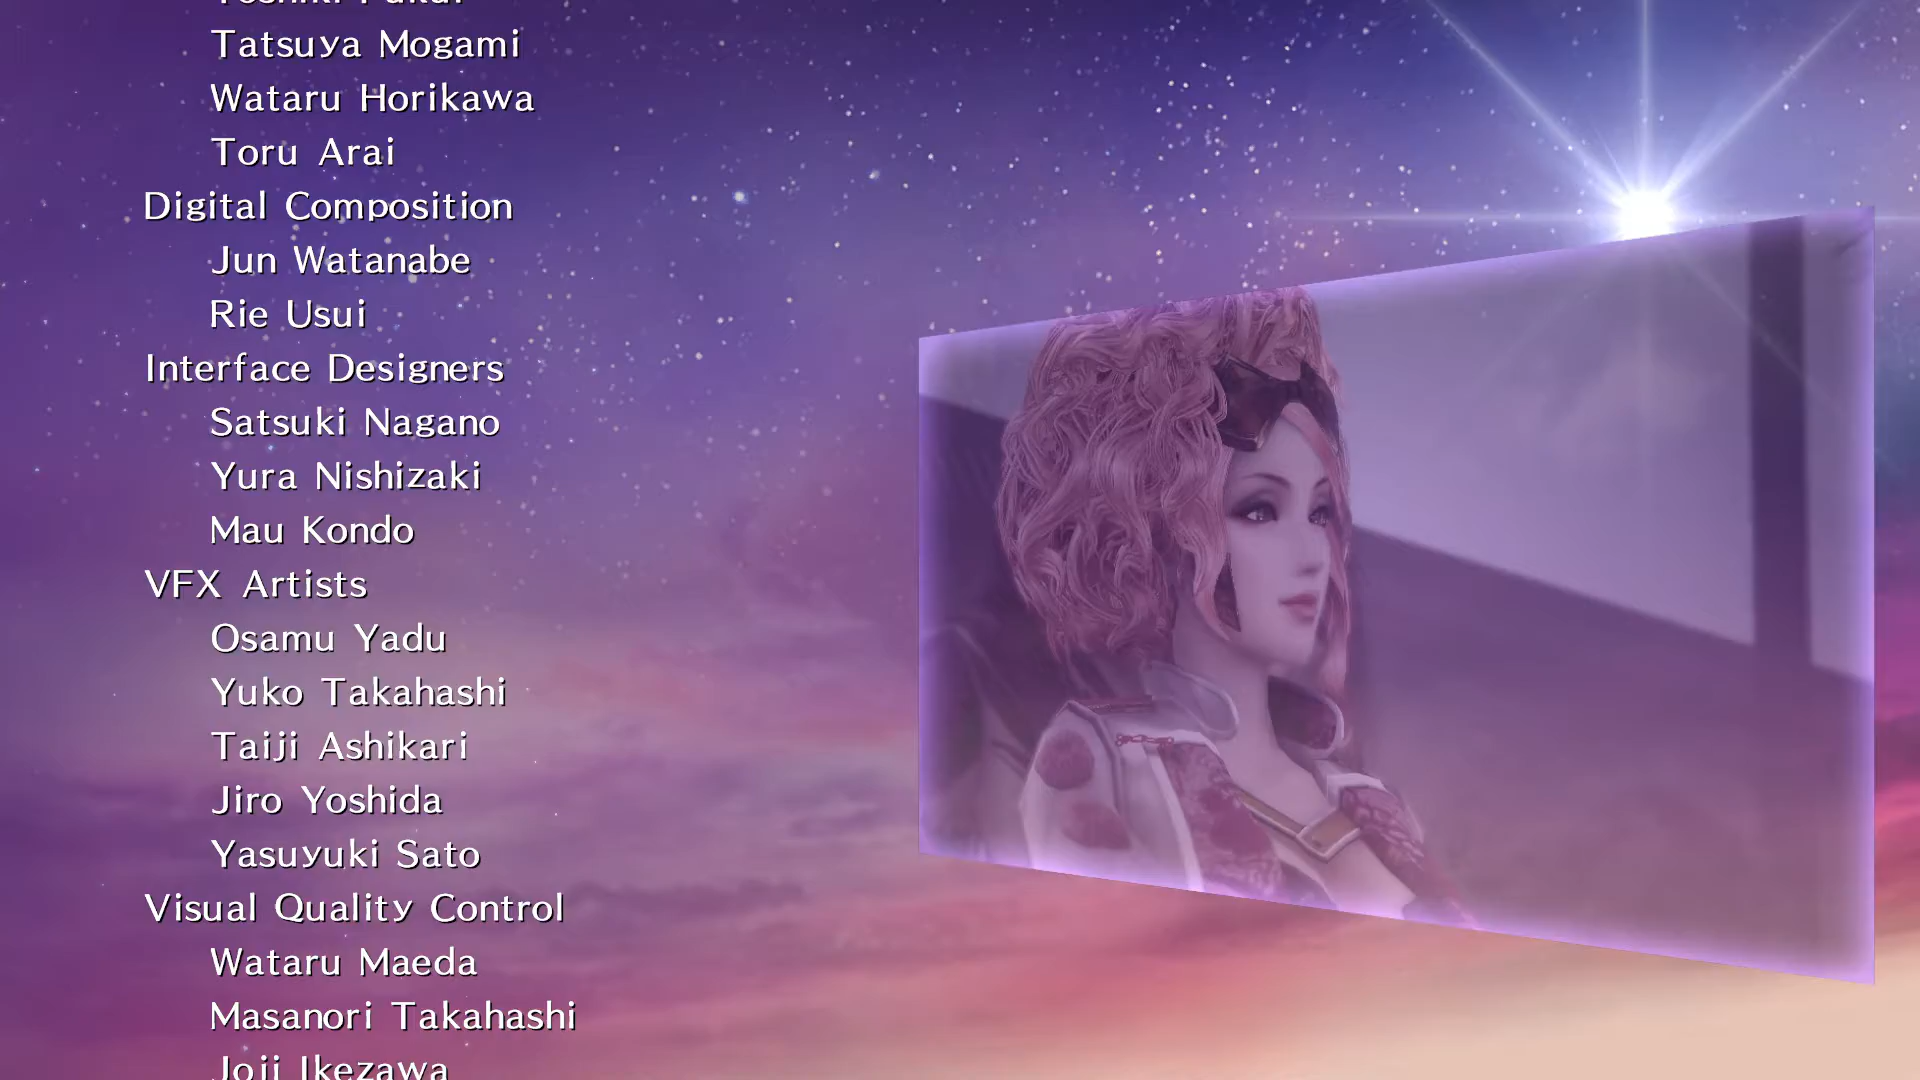 Tatsuya Mogami
Wataru Horikawa
Toru Arai
Digital Composition
Jun Watanabe
Rie Usui
Interface Designers
Satsuki Nagano
Yura Nishizaki
Mau Kondo
VFX Artists
Osamu Yadu
Yuko Takahashi
Taiji Ashikari
Jiro Yoshida
Yasuyuki Sato
Visual Quality Control
Wataru Maeda
Masanori Takahashi
Joji Ikezawa